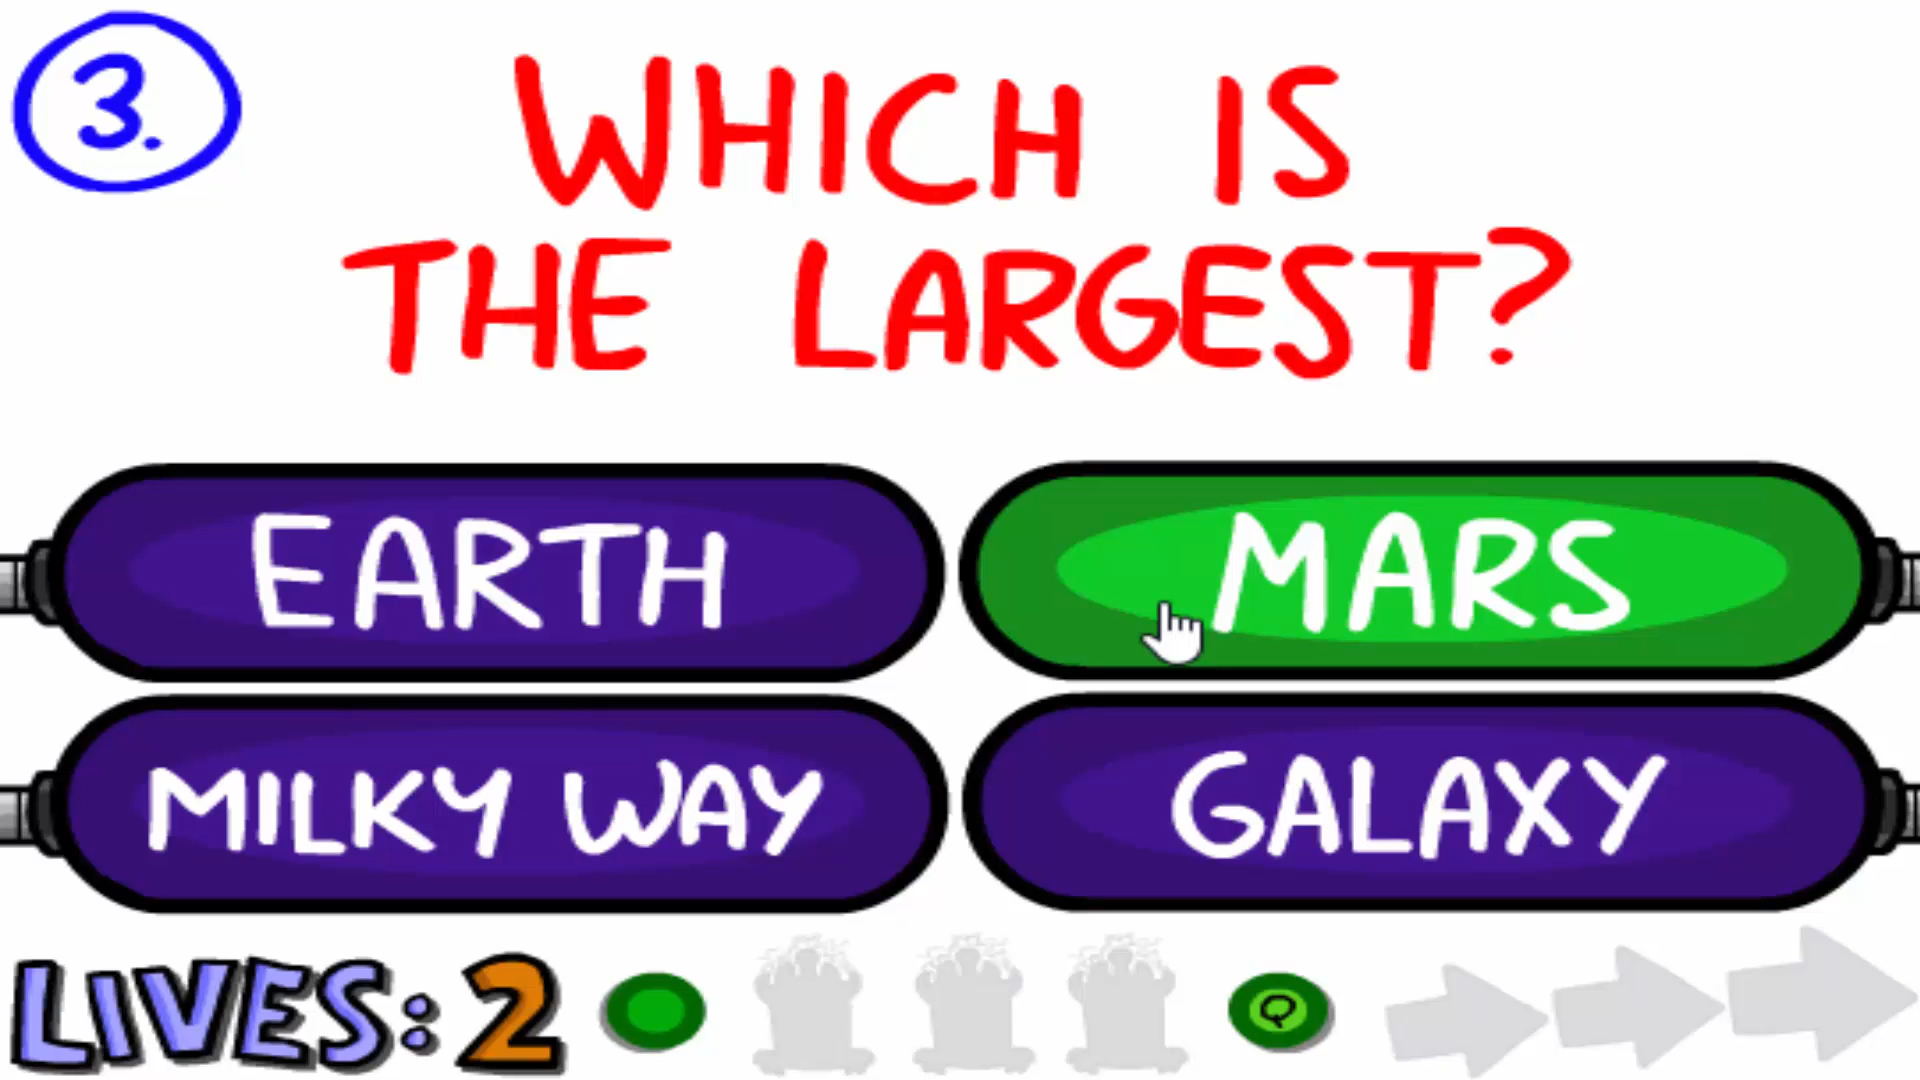 3.
WHICH IS
THE LARGEST?
EARTH
MARS
MILKY WAY
GALAXY
LIVES: 2
Q